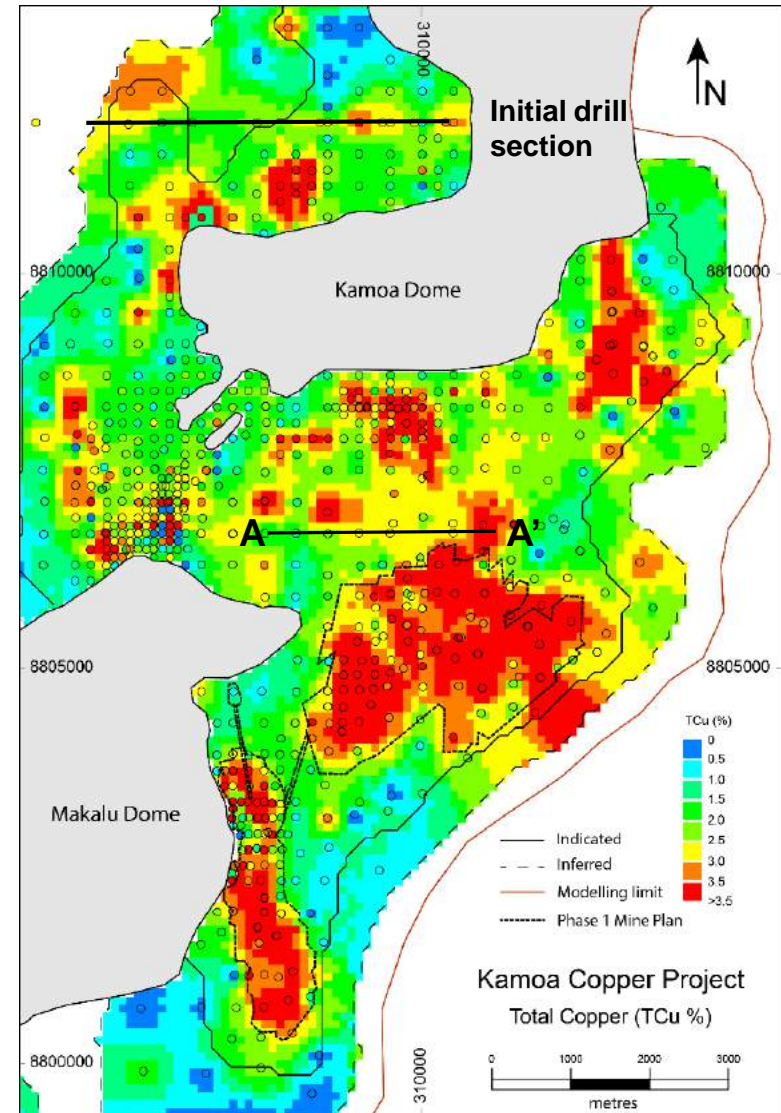 310000
N
Initial drill
section
8810000
8810000
Kamoa Dome
A
A’
8805000
8805000
TCu (%)
0
0.5
1.0
1.5
2.0
2.5
3.0
3.5
>3.5
Makalu Dome
Indicated
Inferred
Modelling limit
Phase 1 Mine Plan
Kamoa Copper Project
Total Copper (TCu %)
8800000
310000
0
1000
2000
3000
metres